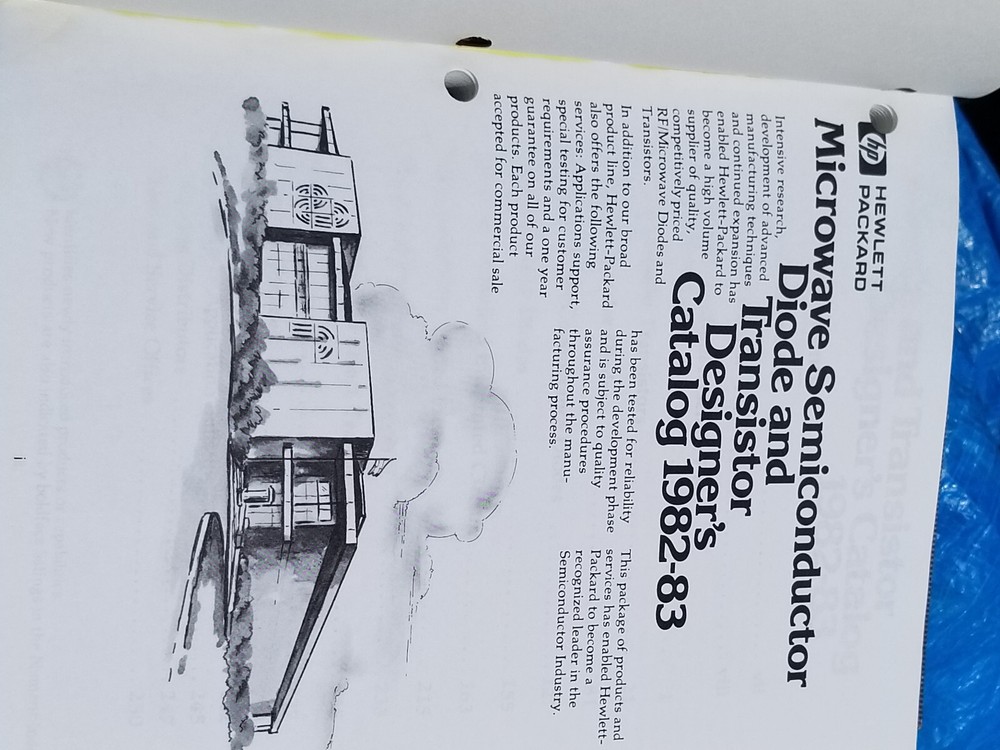 hp
HEWLETT
PACKARD
Microwave Semiconductor
Diode and
Transistor
Designer's
Catalog 1982-83
Intensive research,
development of advanced
manufacturing techniques
and continued expansion has
enabled Hewlett-Packard to
become a high volume
supplier of quality,
competitively priced
RF/Microwave Diodes and
Transistors.
In addition to our broad
product line, Hewlett-Packard
also offers the following
services: Applications support,
special testing for customer
requirements and a one year
guarantee on all of our
products. Each product
accepted for commercial sale
has been tested for reliability
during the development phase
and is subject to quality
assurance procedures
throughout the manu-
facturing process.
This package of products and
services has enabled Hewlett-
Packard to become a
recognized leader in the
Semiconductor Industry.
i